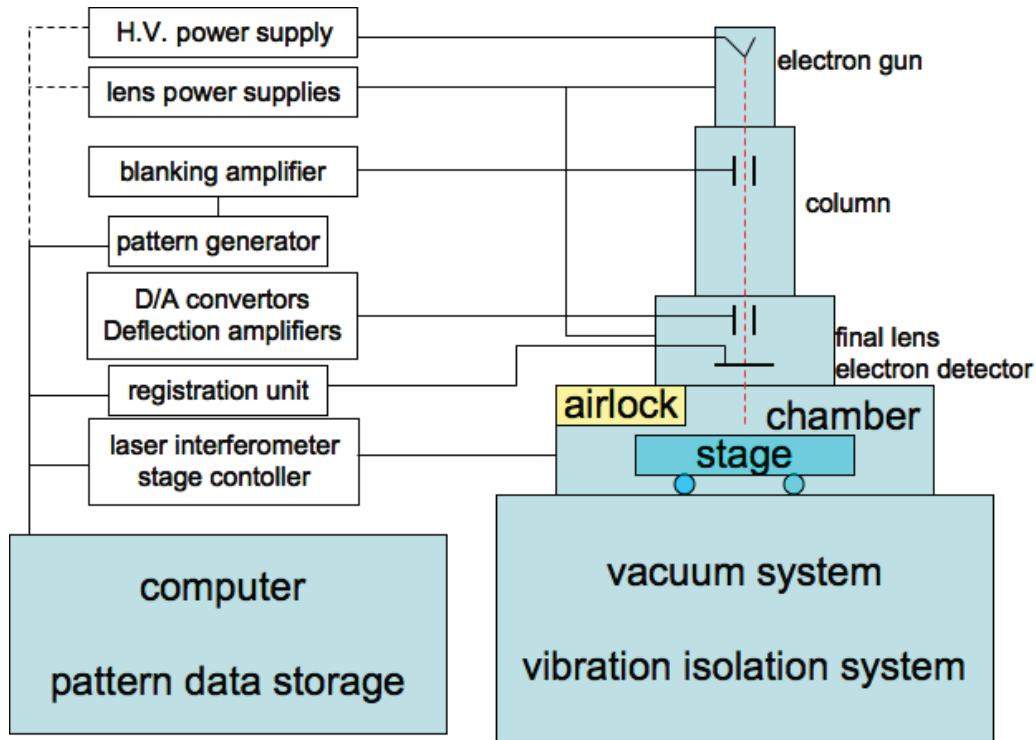 H.V. power supply
electron gun
lens power supplies
blanking amplifier
column
pattern generator
D/A convertors
Deflection amplifiers
final lens
electron detector
registration unit
airlock
chamber
laser interferometer
stage contoller
stage
computer
pattern data storage
vacuum system
vibration isolation system